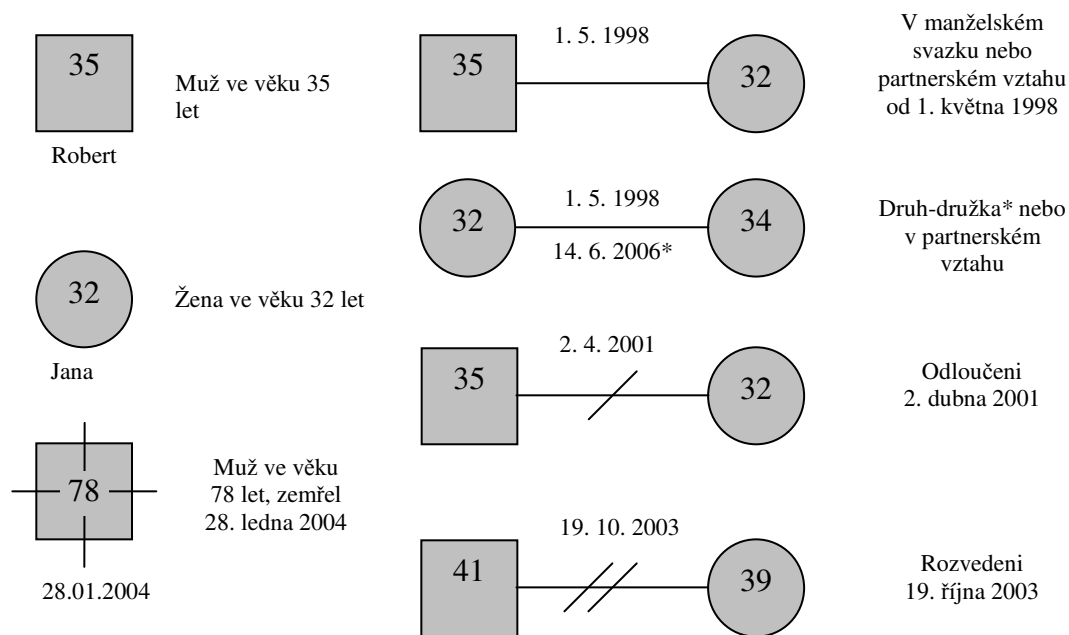 35
Muž ve věku 35
let
Robert
32
Žena ve věku 32 let
Jana
78
Muž ve věku
78 let, zemřel
28. ledna 2004
28.01.2004
1. 5. 1998
35
32
V manželském
svazku nebo
partnerském vztahu
od 1. května 1998
1. 5. 1998
32
34
14. 6. 2006*
Druh-družka* nebo
v partnerském
vztahu
2. 4. 2001
35
32
Odloučeni
2. dubna 2001
19. 10. 2003
41
39
Rozvedeni
19. října 2003